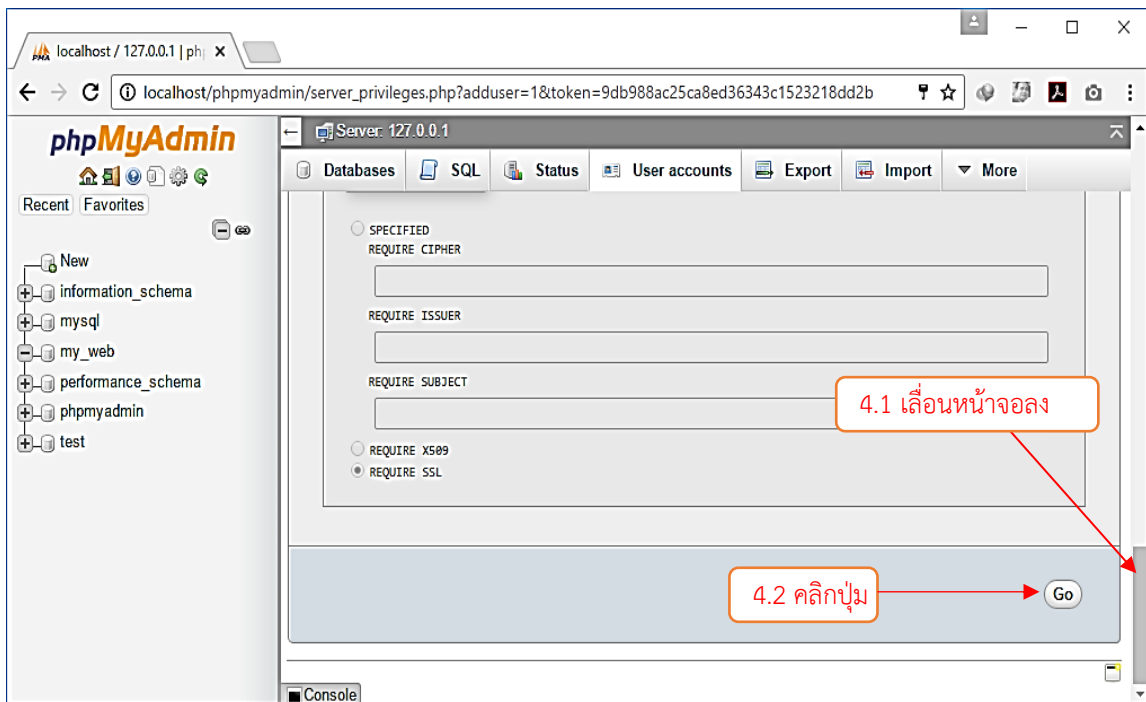 localhost / 127.0.0.1 | ph
localhost/phpmyadmin/server_privileges.php?adduser=1&token=9db988ac25ca8ed36343c1523218dd2b
phpMyAdmin
Recent Favorites
New
information_schema
mysql
my_web
performance_schema
phpmyadmin
test
Server: 127.0.0.1
Databases SQL Status User accounts Export Import More
SPECIFIED
REQUIRE CIPHER
REQUIRE ISSUER
REQUIRE SUBJECT
4.1 เลื่อนหน้าจอลง
REQUIRE X509
REQUIRE SSL
4.2 คลิกปุ่ม
Go
Console